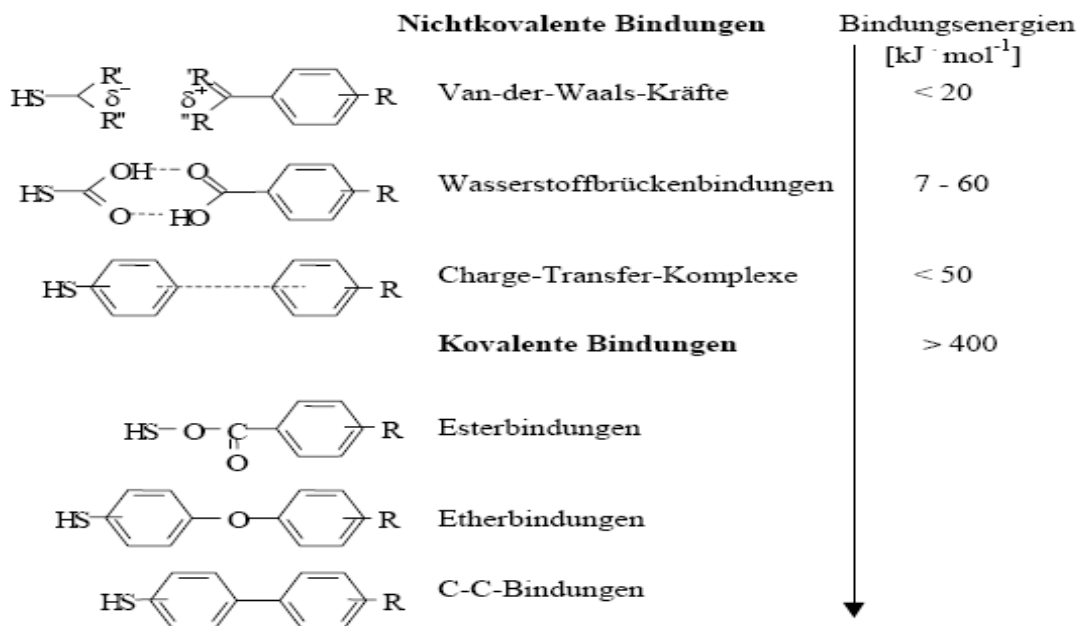 Nichtkovalente Bindungen Bindungsenergien
[kJ · mol⁻¹]
HS R' R'' δ⁻ 'R ''R δ⁺ R Van-der-Waals-Kräfte < 20
HS OH O O HO R Wasserstoffbrückenbindungen 7 - 60
HS R Charge-Transfer-Komplexe < 50
Kovalente Bindungen > 400
HS O C O R Esterbindungen
HS O R Etherbindungen
HS R C-C-Bindungen